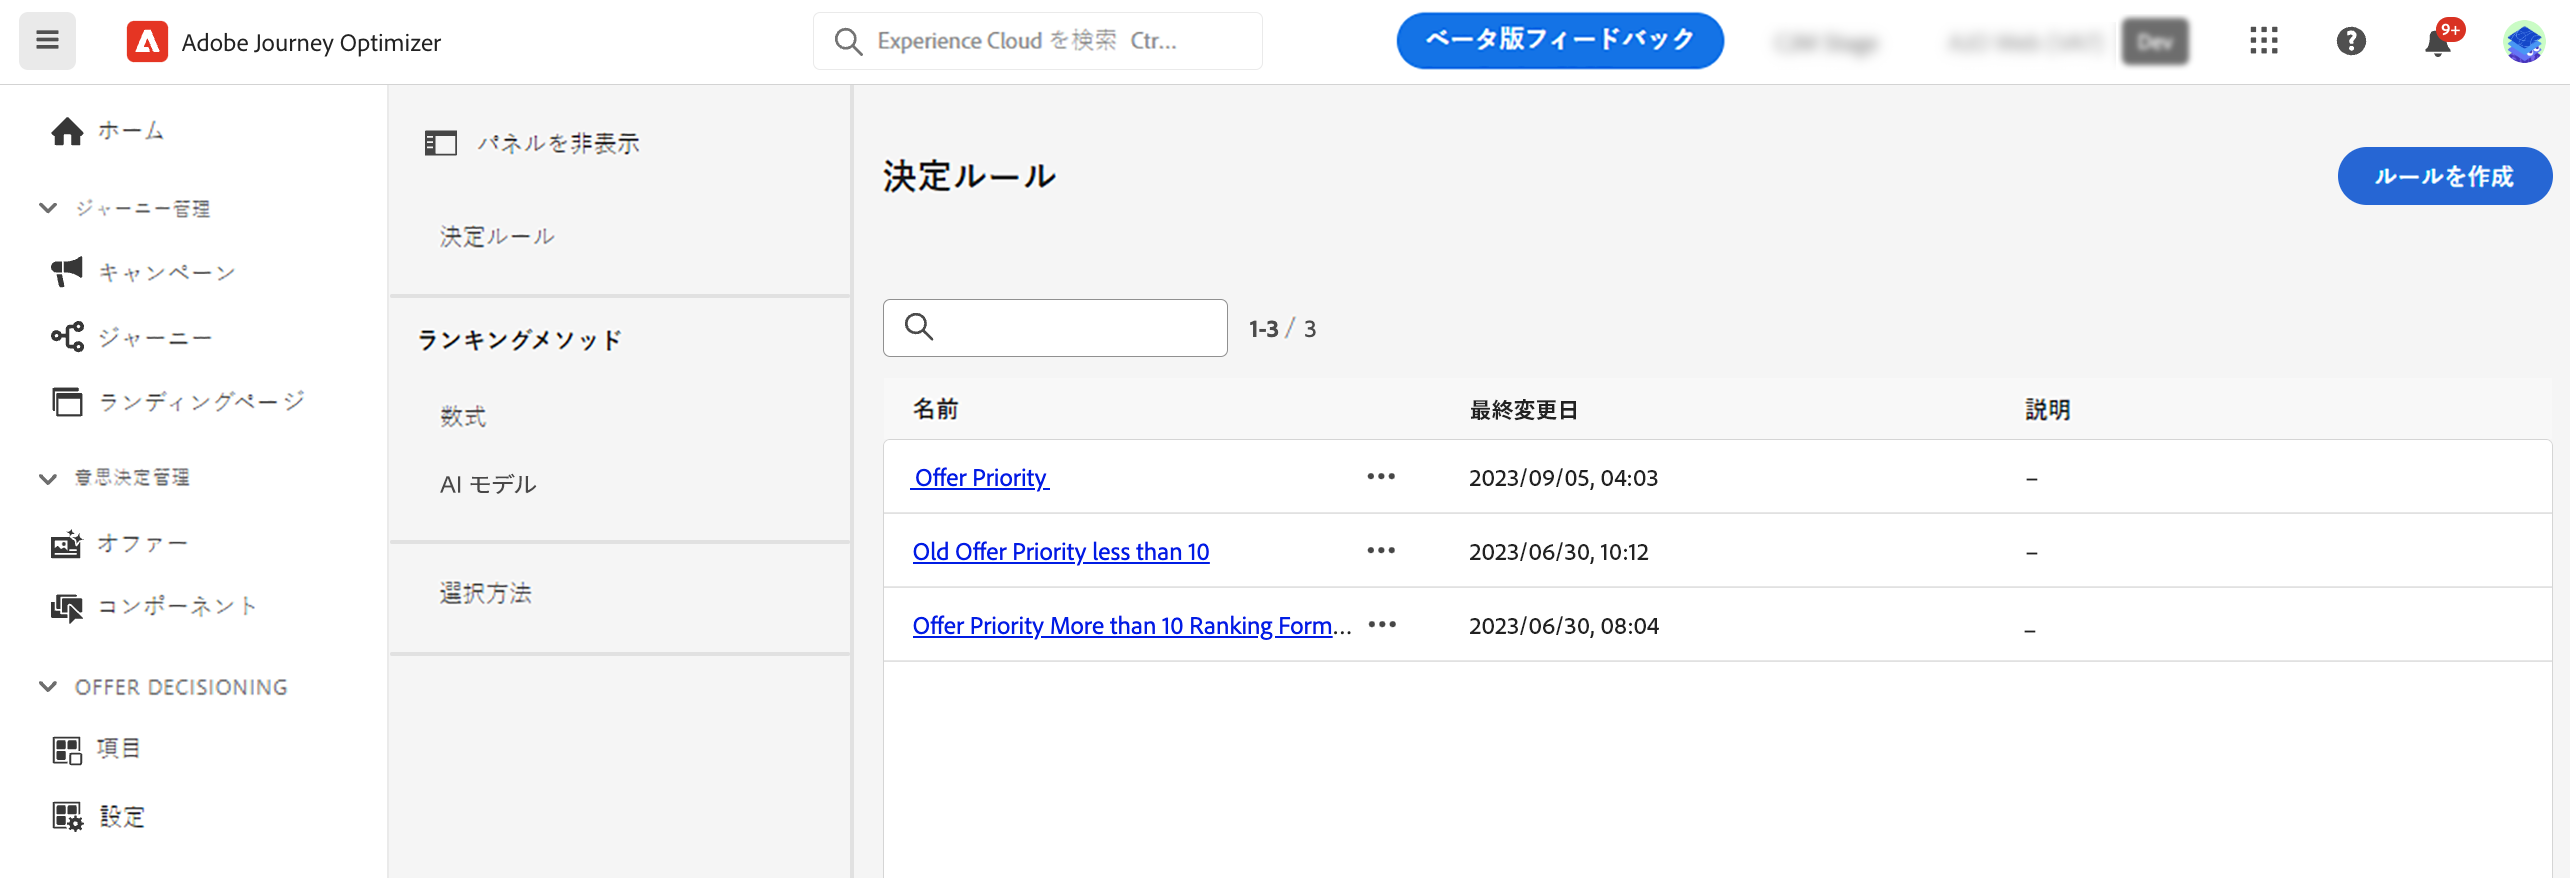 Adobe Journey Optimizer
Experience Cloud を検索 Ctr...
ベータ版フィードバック
Dev
9+
ホーム
ジャーニー管理
キャンペーン
ジャーニー
ランディングページ
意思決定管理
オファー
コンポーネント
OFFER DECISIONING
項目
設定
パネルを非表示
決定ルール
ランキングメソッド
数式
AI モデル
選択方法
決定ルール
ルールを作成
1-3 / 3
名前 最終変更日 説明
Offer Priority ••• 2023/09/05, 04:03 –
Old Offer Priority less than 10 ••• 2023/06/30, 10:12 –
Offer Priority More than 10 Ranking Form... ••• 2023/06/30, 08:04 –